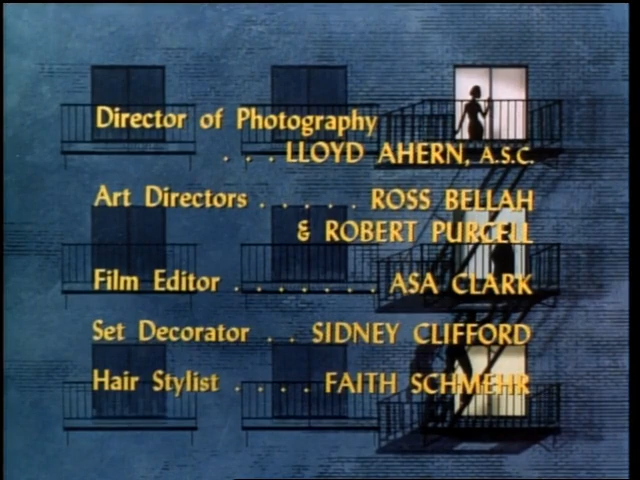 Director of Photography
. . . LLOYD AHERN, A.S.C.
Art Directors . . . . . ROSS BELLAH
& ROBERT PURCELL
Film Editor . . . . . . . ASA CLARK
Set Decorator . . SIDNEY CLIFFORD
Hair Stylist . . . . FAITH SCHMEHR